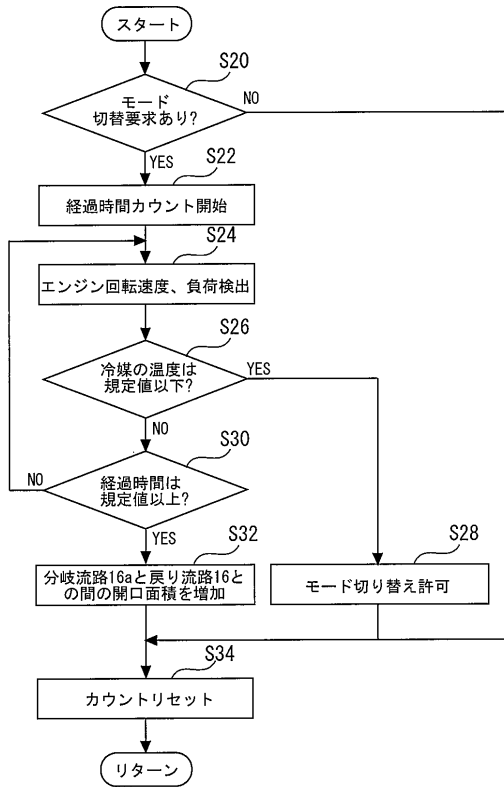 スタート
S20
モード
切替要求あり?
NO
YES
S22
経過時間カウント開始
S24
エンジン回転速度、負荷検出
S26
冷媒の温度は
規定値以下?
YES
NO
S30
経過時間は
規定値以上?
NO
YES
S32
分岐流路16aと戻り流路16と
の間の開口面積を増加
S28
モード切り替え許可
S34
カウントリセット
リターン